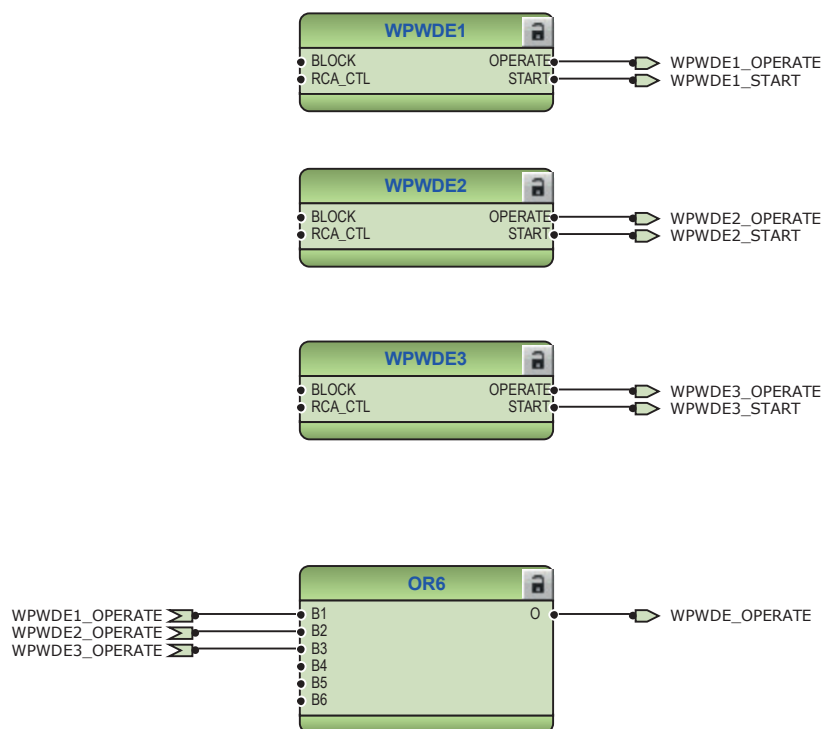 WPWDE1
BLOCK OPERATE WPWDE1_OPERATE
RCA_CTL START WPWDE1_START
WPWDE2
BLOCK OPERATE WPWDE2_OPERATE
RCA_CTL START WPWDE2_START
WPWDE3
BLOCK OPERATE WPWDE3_OPERATE
RCA_CTL START WPWDE3_START
OR6
WPWDE1_OPERATE B1 O WPWDE_OPERATE
WPWDE2_OPERATE B2
WPWDE3_OPERATE B3
B4
B5
B6